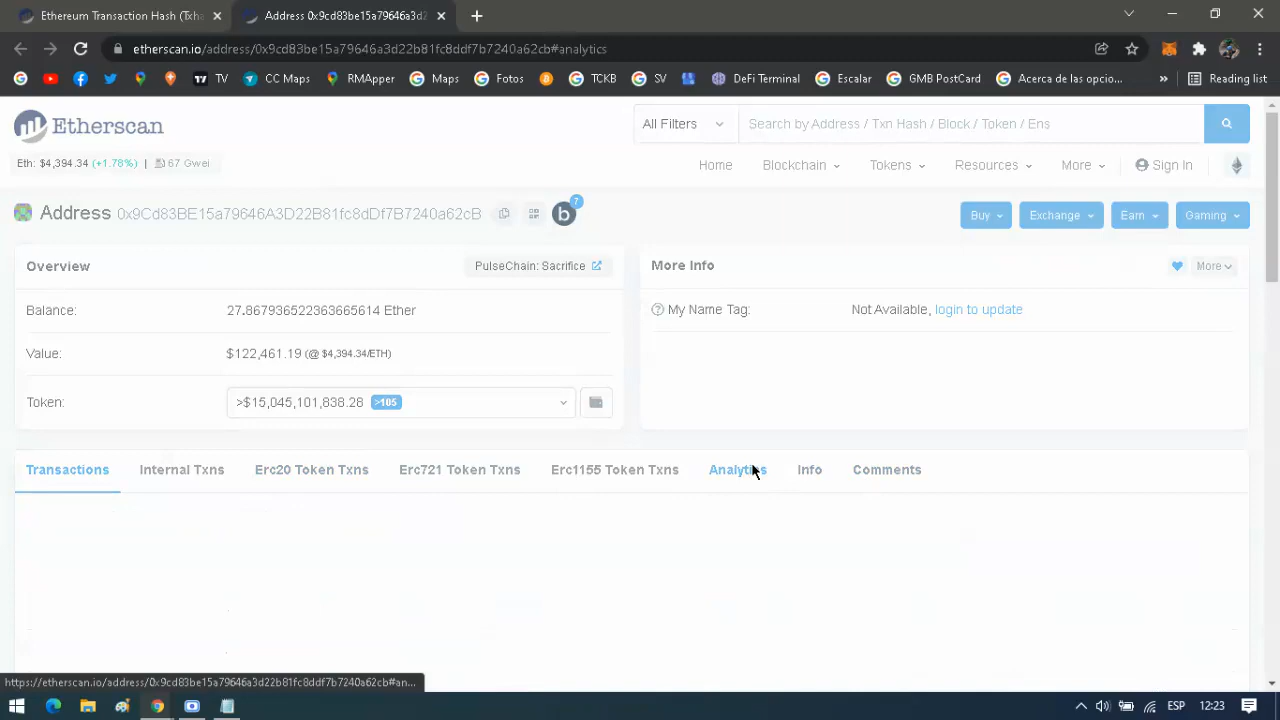 Ethereum Transaction Hash (Txha
Address 0x9cd83be15a79646a3d2
etherscan.io/address/0x9cd83be15a79646a3d22b81fc8ddf7b7240a62cb#analytics
TV
CC Maps
RMApper
Maps
Fotos
TCKB
SV
DeFi Terminal
Escalar
GMB PostCard
Acerca de las opcio...
»
Reading list
Etherscan
All Filters
Search by Address / Txn Hash / Block / Token / Ens
Eth: $4,394.34 (+1.78%) | 67 Gwei
Home
Blockchain
Tokens
Resources
More
Sign In
Address 0x9Cd83BE15a79646A3D22B81fc8dDf7B7240a62cB
b
?
Buy
Exchange
Earn
Gaming
Overview
PulseChain: Sacrifice
More Info
More
Balance:
27.867936522363665614 Ether
? My Name Tag:
Not Available, login to update
Value:
$122,461.19 (@ $4,394.34/ETH)
Token:
>$15,045,101,838.28 >105
Transactions
Internal Txns
Erc20 Token Txns
Erc721 Token Txns
Erc1155 Token Txns
Analytics
Info
Comments
https://etherscan.io/address/0x9cd83be15a79646a3d22b81fc8ddf7b7240a62cb#an...
ESP
12:23